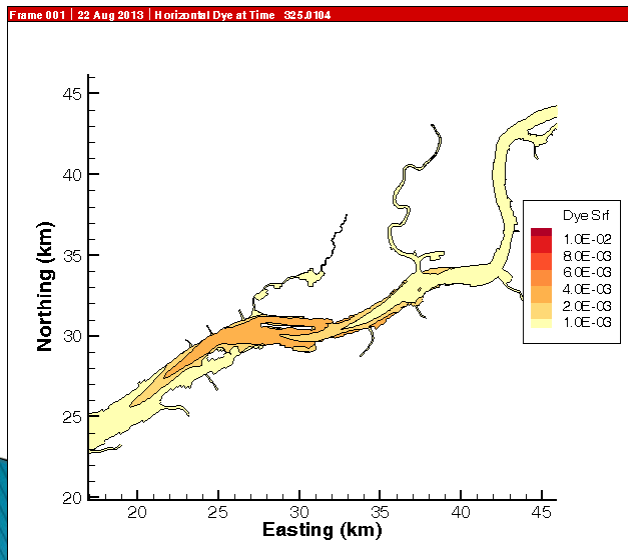 Frame 001 | 22 Aug 2013 | Horizontal Dye at Time 325.0104
45
40
35
30
25
20
Northing (km)
20 25 30 35 40 45
Easting (km)
Dye Srf
1.0E-02
8.0E-03
6.0E-03
4.0E-03
2.0E-03
1.0E-03